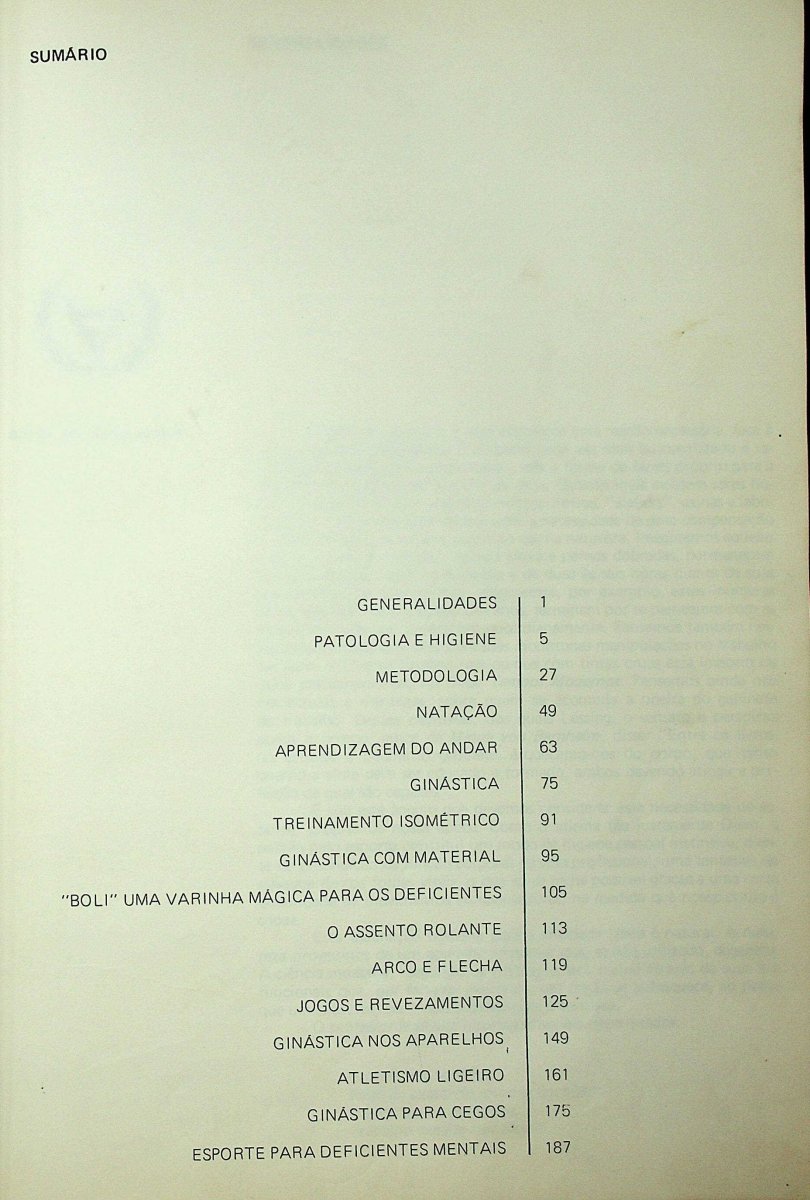 SUMÁRIO
GENERALIDADES 1
PATOLOGIA E HIGIENE 5
METODOLOGIA 27
NATAÇÃO 49
APRENDIZAGEM DO ANDAR 63
GINÁSTICA 75
TREINAMENTO ISOMÉTRICO 91
GINÁSTICA COM MATERIAL 95
"BOLI" UMA VARINHA MÁGICA PARA OS DEFICIENTES 105
O ASSENTO ROLANTE 113
ARCO E FLECHA 119
JOGOS E REVEZAMENTOS 125
GINÁSTICA NOS APARELHOS 149
ATLETISMO LIGEIRO 161
GINÁSTICA PARA CEGOS 175
ESPORTE PARA DEFICIENTES MENTAIS 187